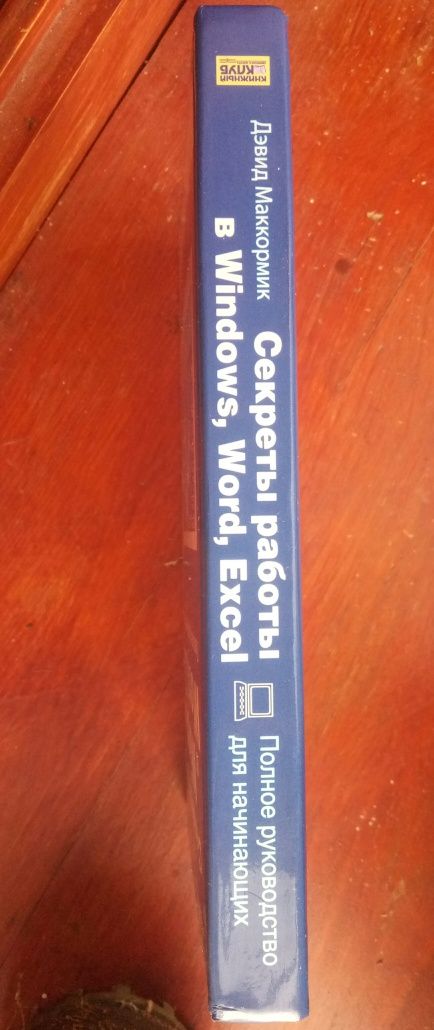 КНИЖНЫЙ
КЛУБ
Дэвид Маккормик
Секреты работы
в Windows, Word, Excel
Полное руководство
для начинающих